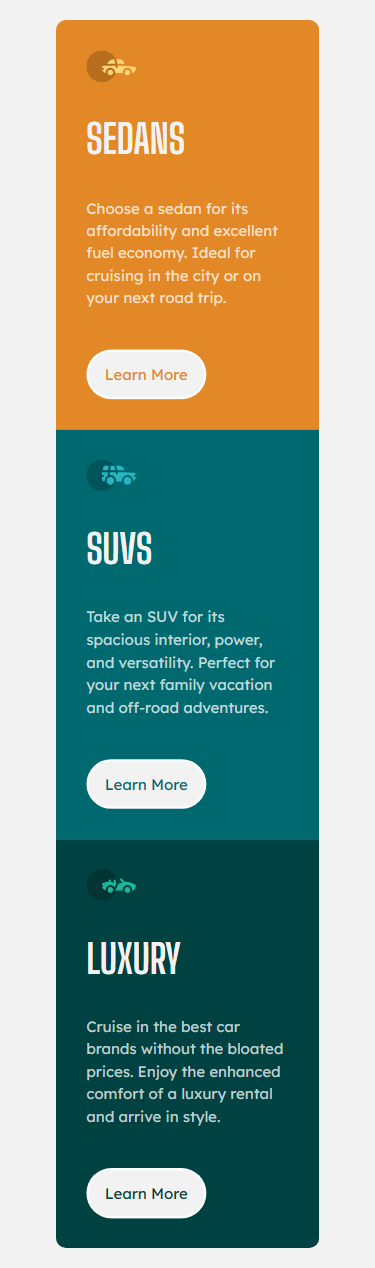 SEDANS
Choose a sedan for its
affordability and excellent
fuel economy. Ideal for
cruising in the city or on
your next road trip.
Learn More
SUVS
Take an SUV for its
spacious interior, power,
and versatility. Perfect for
your next family vacation
and off-road adventures.
Learn More
LUXURY
Cruise in the best car
brands without the bloated
prices. Enjoy the enhanced
comfort of a luxury rental
and arrive in style.
Learn More